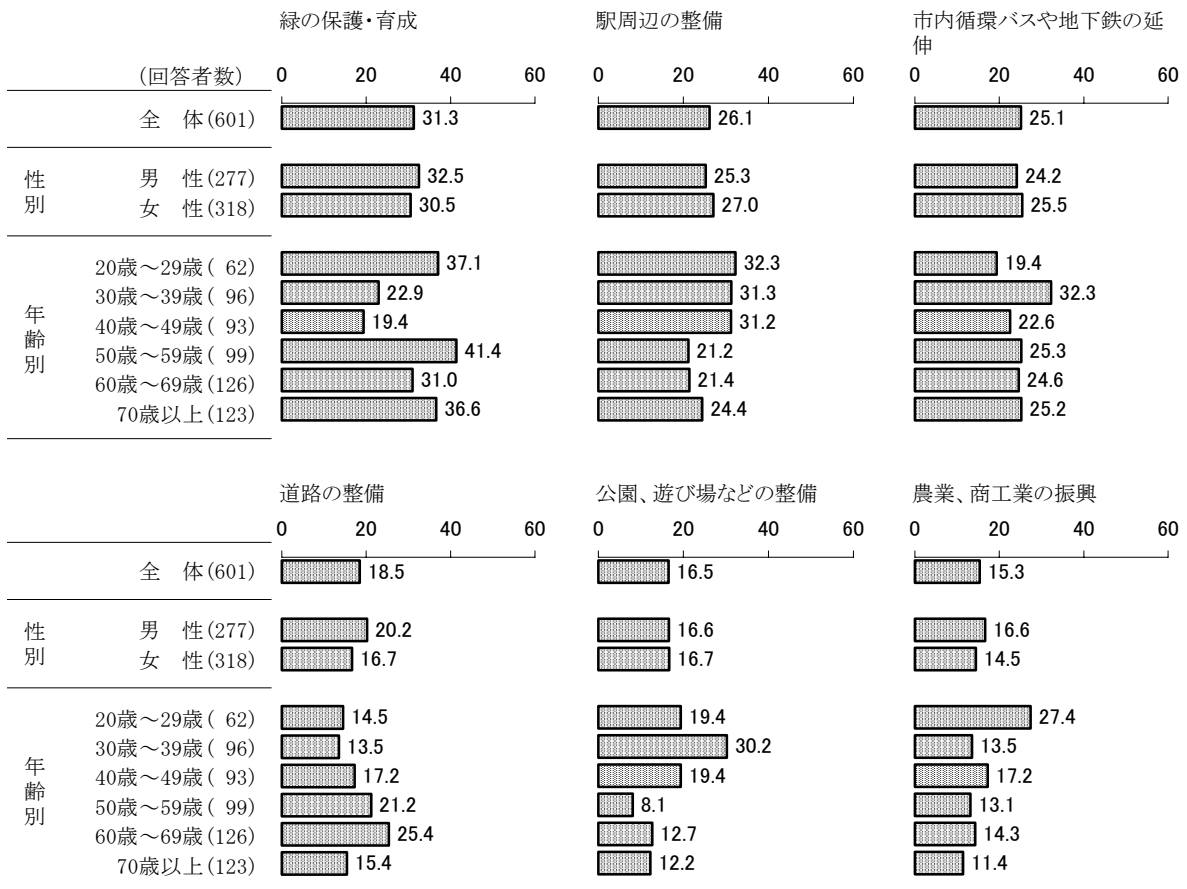 緑の保護・育成 駅周辺の整備 市内循環バスや地下鉄の延
伸
(回答者数) 0 20 40 60 0 20 40 60 0 20 40 60
全 体(601) 31.3 26.1 25.1
性別 男 性(277) 32.5 25.3 24.2
女 性(318) 30.5 27.0 25.5
年齢別 20歳～29歳( 62) 37.1 32.3 19.4
30歳～39歳( 96) 22.9 31.3 32.3
40歳～49歳( 93) 19.4 31.2 22.6
50歳～59歳( 99) 41.4 21.2 25.3
60歳～69歳(126) 31.0 21.4 24.6
70歳以上(123) 36.6 24.4 25.2
道路の整備 公園、遊び場などの整備 農業、商工業の振興
0 20 40 60 0 20 40 60 0 20 40 60
全 体(601) 18.5 16.5 15.3
性別 男 性(277) 20.2 16.6 16.6
女 性(318) 16.7 16.7 14.5
年齢別 20歳～29歳( 62) 14.5 19.4 27.4
30歳～39歳( 96) 13.5 30.2 13.5
40歳～49歳( 93) 17.2 19.4 17.2
50歳～59歳( 99) 21.2 8.1 13.1
60歳～69歳(126) 25.4 12.7 14.3
70歳以上(123) 15.4 12.2 11.4